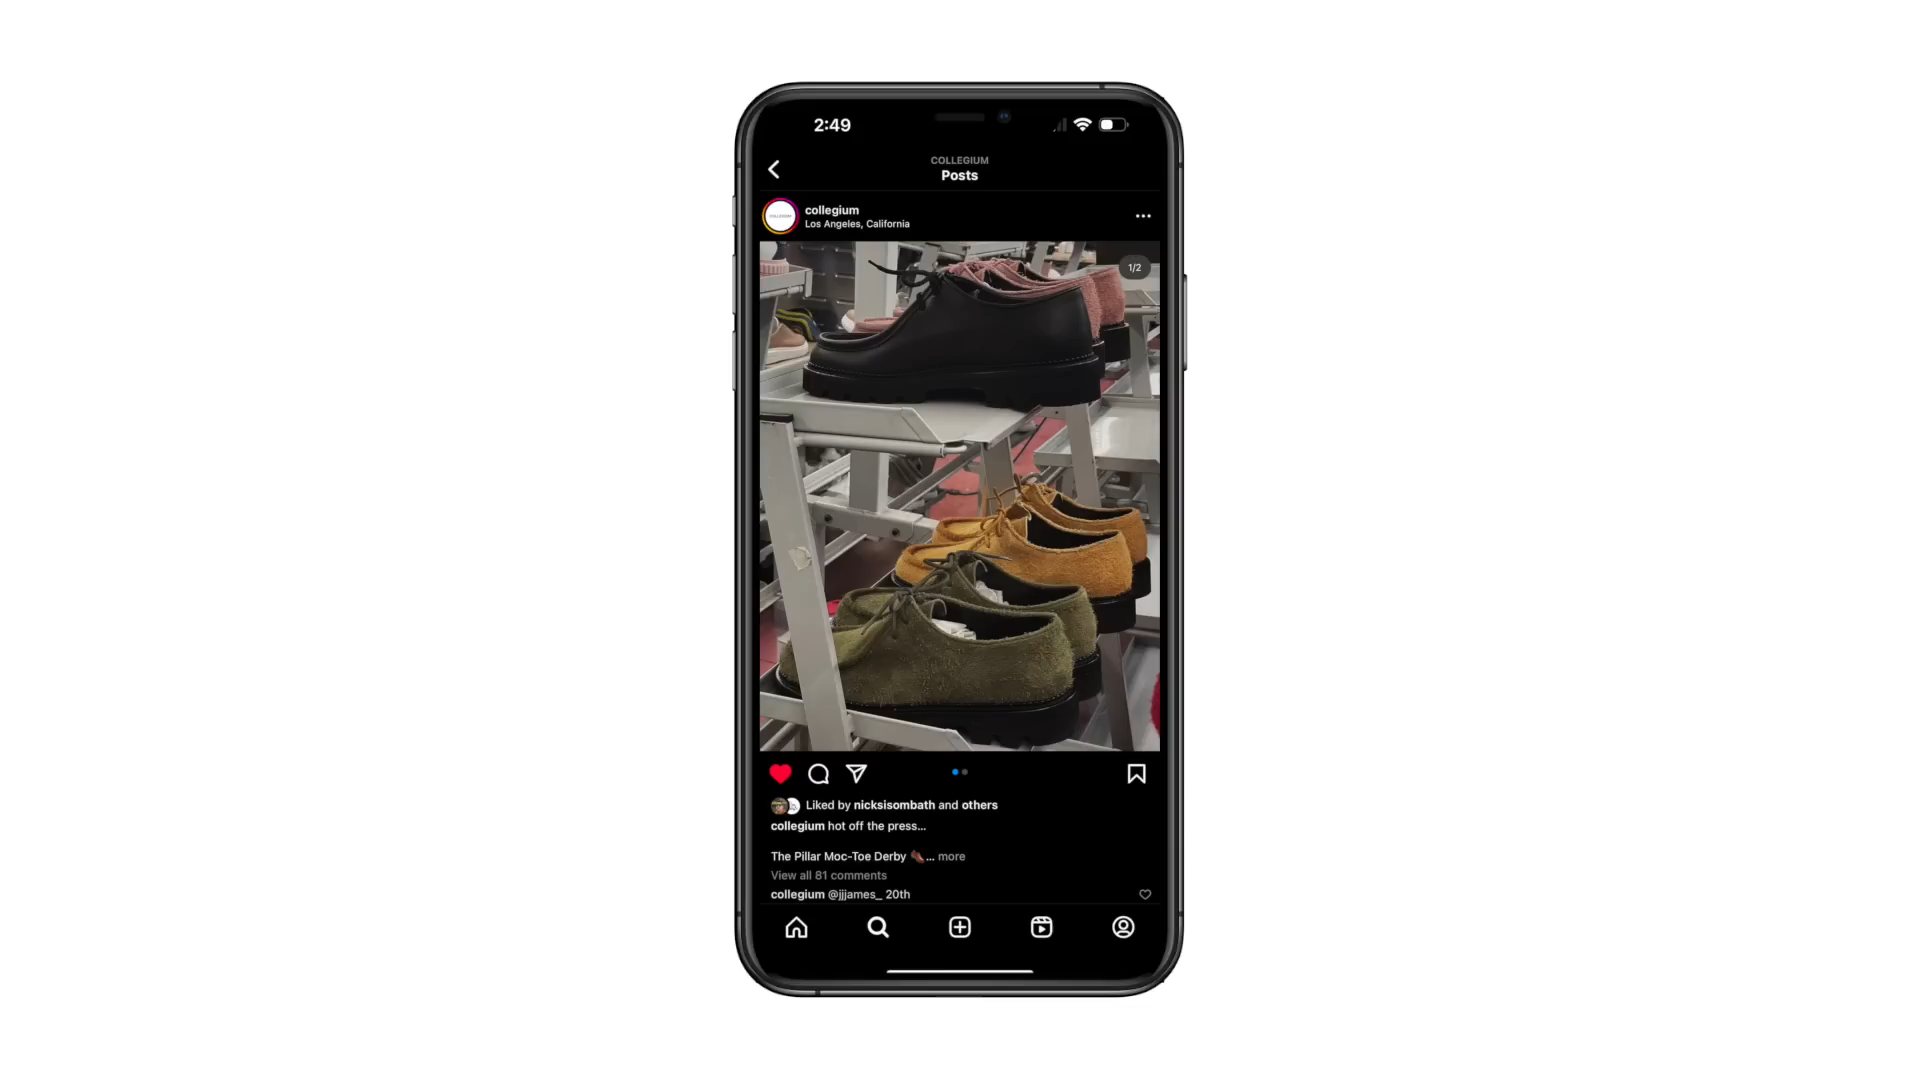 2:49
COLLEGIUM
Posts
collegium
Los Angeles, California
1/2
Liked by nicksisombath and others
collegium hot off the press...
The Pillar Moc-Toe Derby 👞... more
View all 81 comments
collegium @jjjames_ 20th